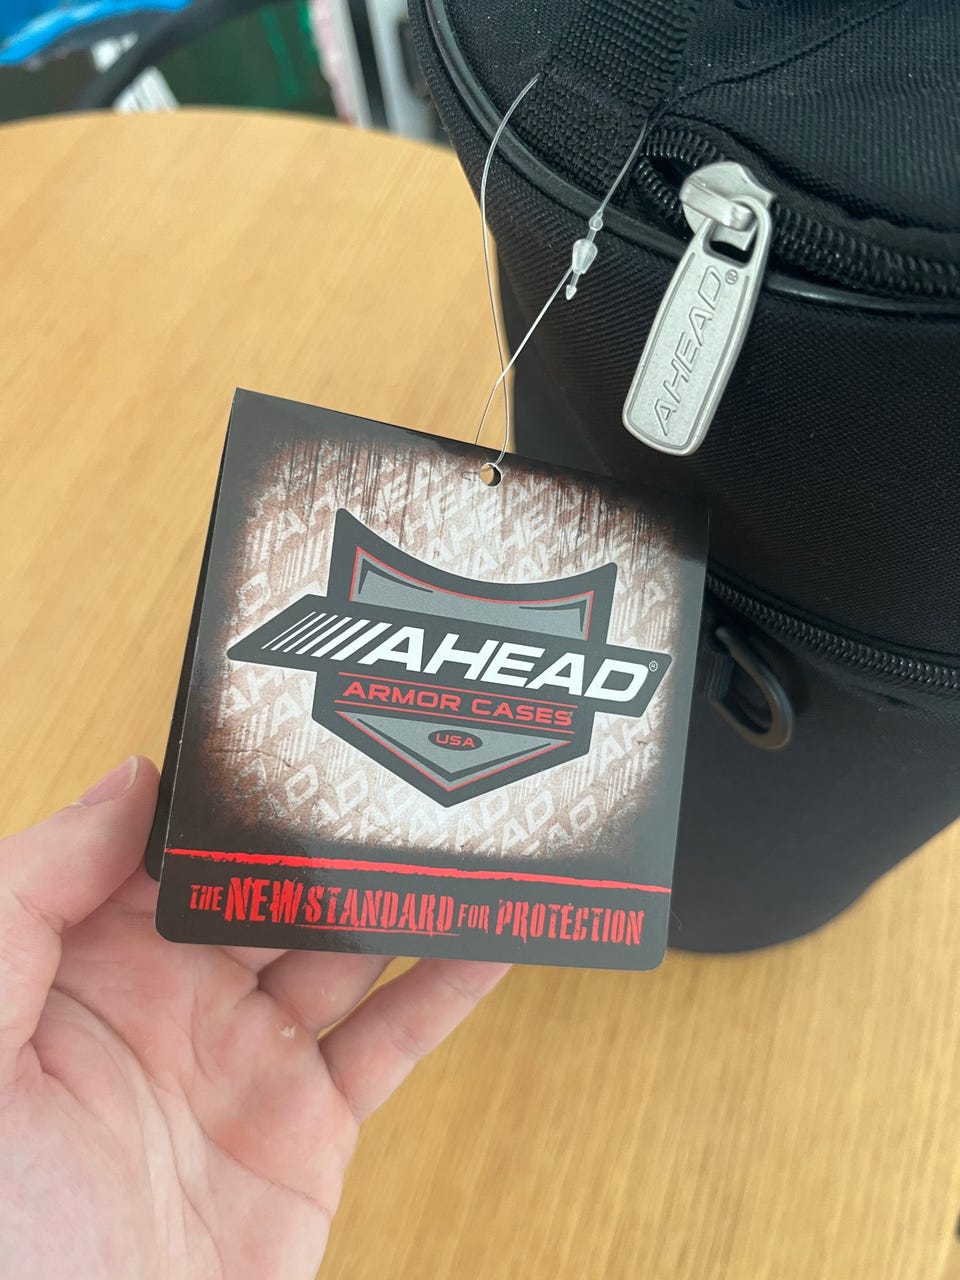 AHEAD®
AHEAD®
ARMOR CASES
USA
THE NEW STANDARD FOR PROTECTION